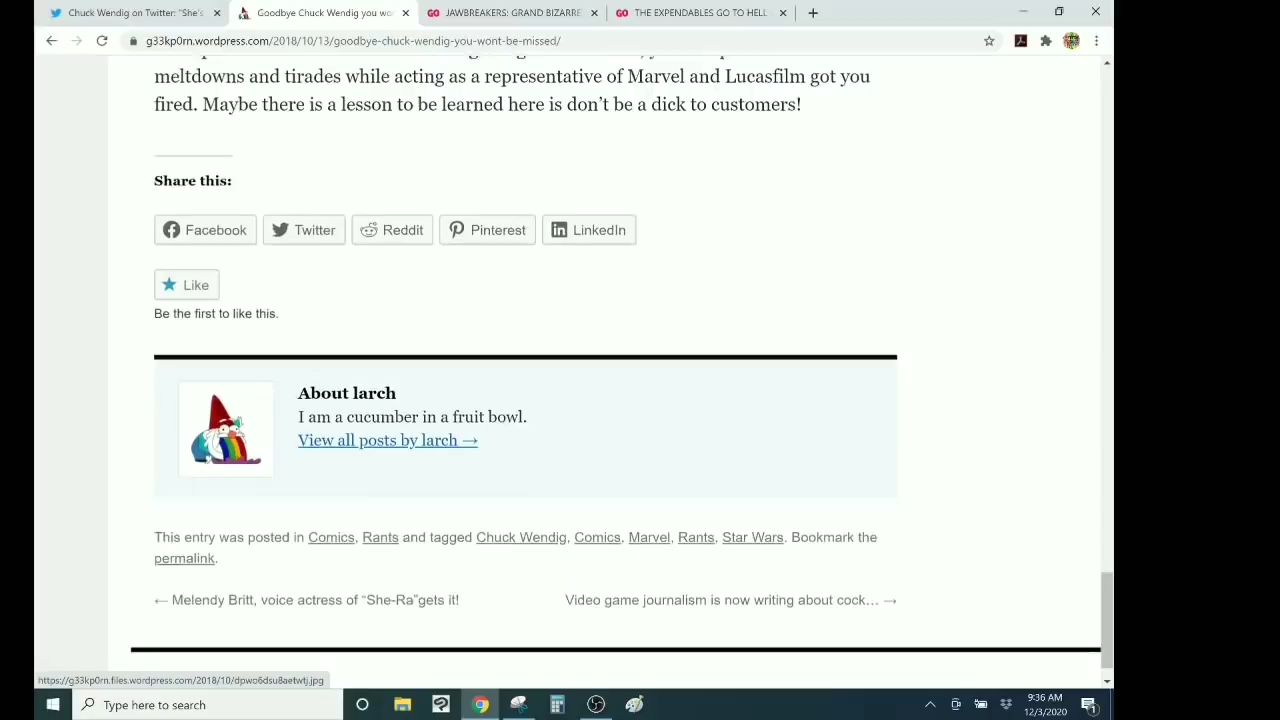 Chuck Wendig on Twitter: "She's
Goodbye Chuck Wendig you wo
GO JAWBREAKERS: GRAND BIZARRE
GO THE EXPENDABLES GO TO HELL
g33kp0rn.wordpress.com/2018/10/13/goodbye-chuck-wendig-you-wont-be-missed/
meltdowns and tirades while acting as a representative of Marvel and Lucasfilm got you
fired. Maybe there is a lesson to be learned here is don’t be a dick to customers!
Share this:
Facebook Twitter Reddit Pinterest LinkedIn
Like
Be the first to like this.
About larch
I am a cucumber in a fruit bowl.
View all posts by larch →
This entry was posted in Comics, Rants and tagged Chuck Wendig, Comics, Marvel, Rants, Star Wars. Bookmark the
permalink.
← Melendy Britt, voice actress of “She-Ra”gets it!
Video game journalism is now writing about cock… →
https://g33kp0rn.files.wordpress.com/2018/10/dpwo6dsu8aetwtj.jpg
Type here to search
9:36 AM
12/3/2020
1